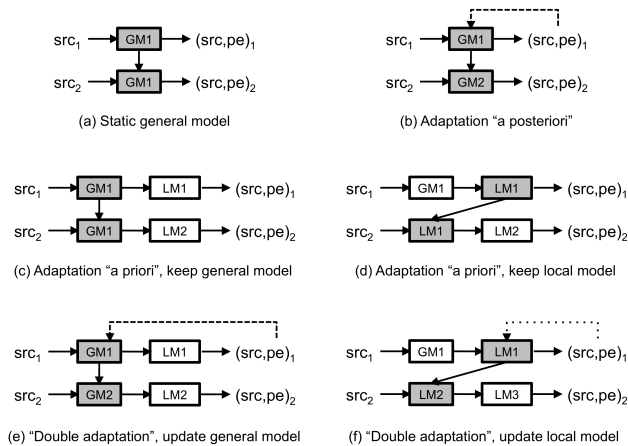 src1 GM1 (src,pe)1
src2 GM1 (src,pe)2
(a) Static general model
src1 GM1 (src,pe)1
src2 GM2 (src,pe)2
(b) Adaptation “a posteriori”
src1 GM1 LM1 (src,pe)1
src2 GM1 LM2 (src,pe)2
(c) Adaptation “a priori”, keep general model
src1 GM1 LM1 (src,pe)1
src2 LM1 LM2 (src,pe)2
(d) Adaptation “a priori”, keep local model
src1 GM1 LM1 (src,pe)1
src2 GM2 LM2 (src,pe)2
(e) “Double adaptation”, update general model
src1 GM1 LM1 (src,pe)1
src2 LM2 LM3 (src,pe)2
(f) “Double adaptation”, update local model